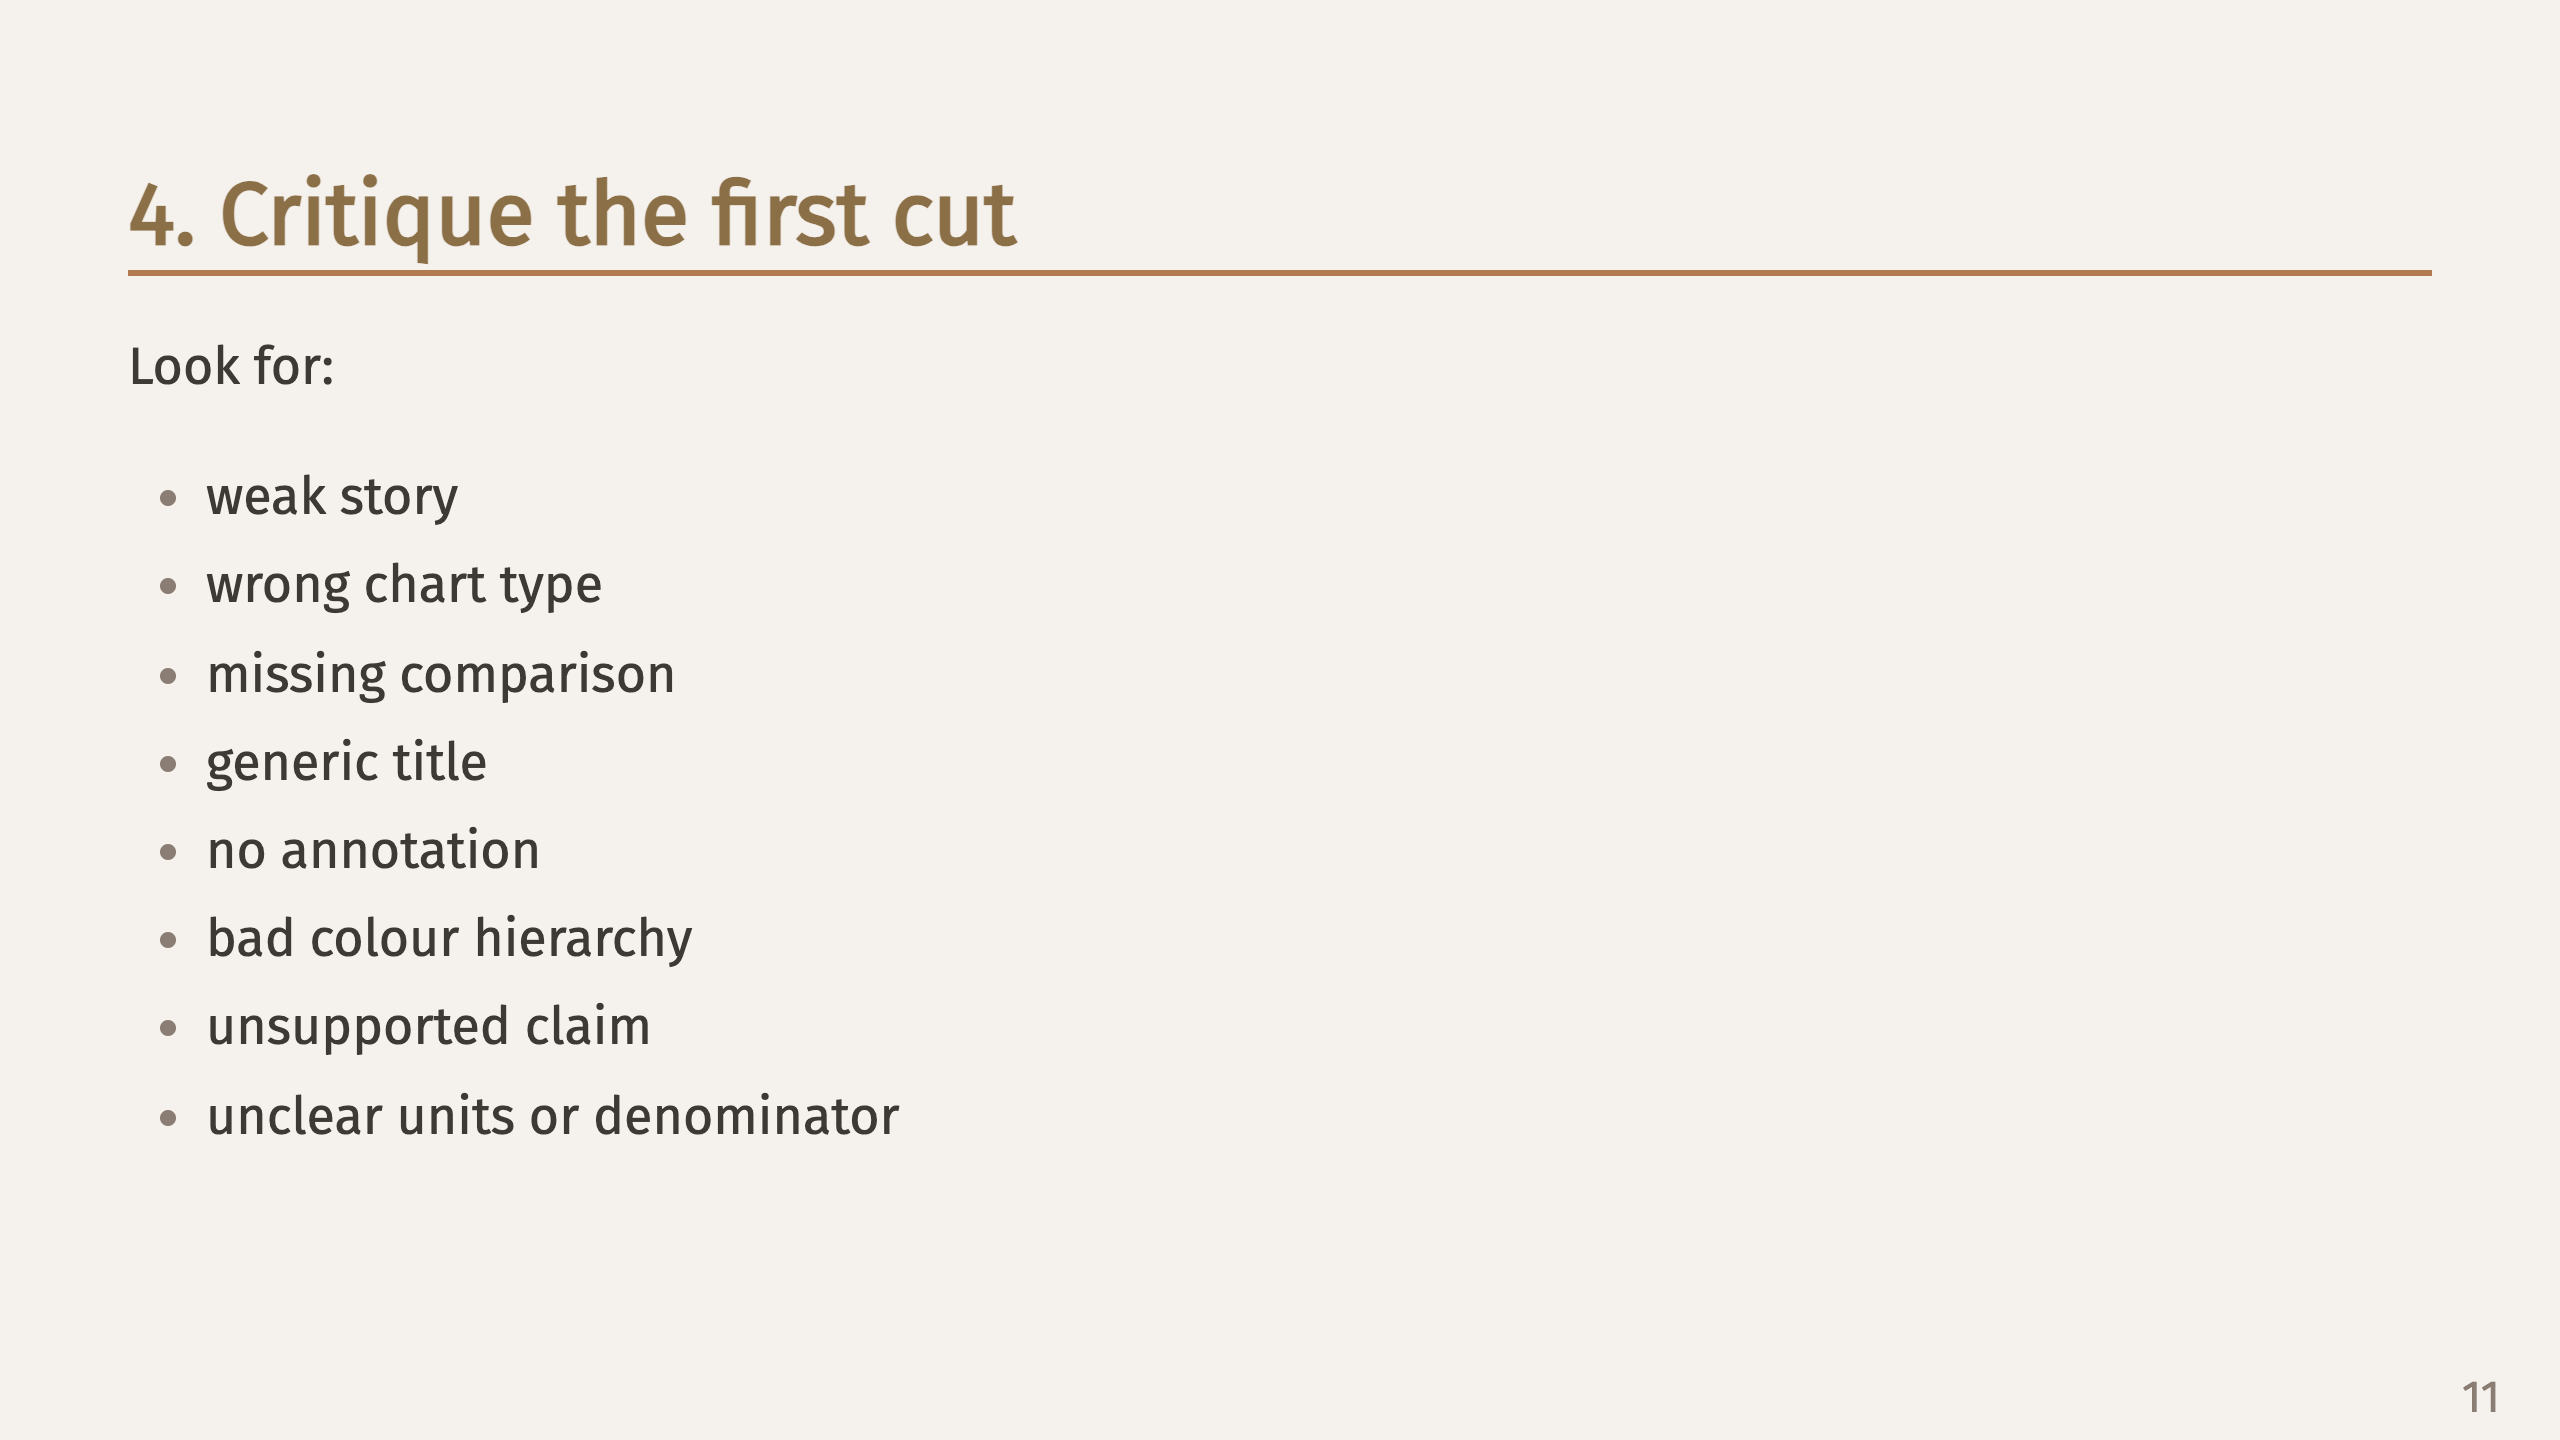 4. Critique the first cut
Look for:
• weak story
• wrong chart type
• missing comparison
• generic title
• no annotation
• bad colour hierarchy
• unsupported claim
• unclear units or denominator
11